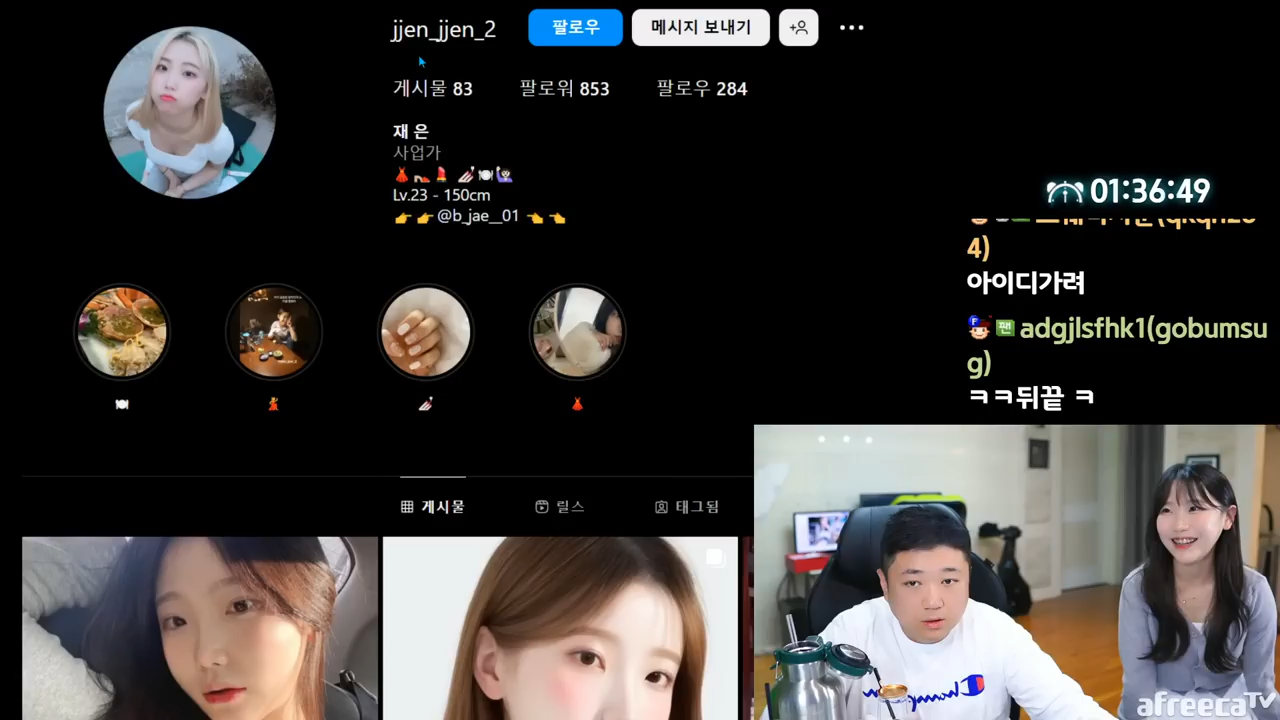 jjen_jjen_2
팔로우
메시지 보내기
게시물 83
팔로워 853
팔로우 284
재 은
사업가
Lv.23 - 150cm
@b_jae__01
게시물
릴스
태그됨
01:36:49
4)
아이디가려
팬 adgjlsfhk1(gobumsu
g)
ㅋㅋ뒤끝 ㅋ
Champion
afreecaTV